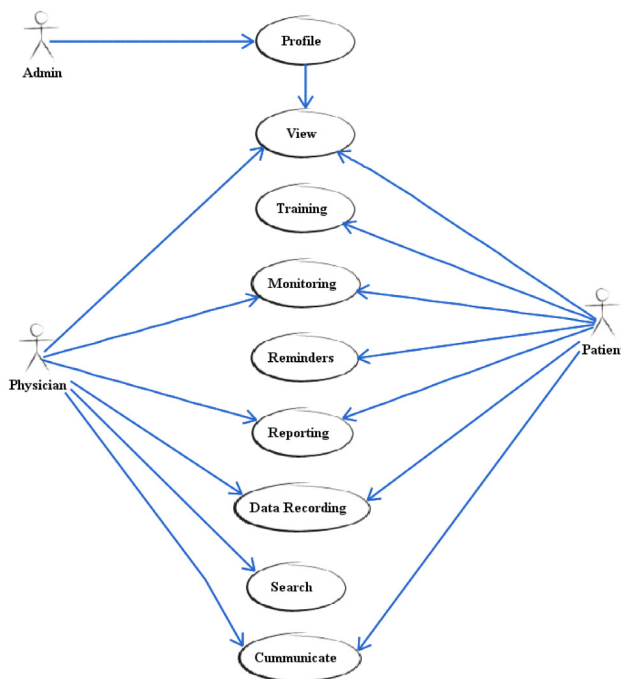 Profile
Admin
View
Training
Monitoring
Reminders
Physician
Patient
Reporting
Data Recording
Search
Cummunicate